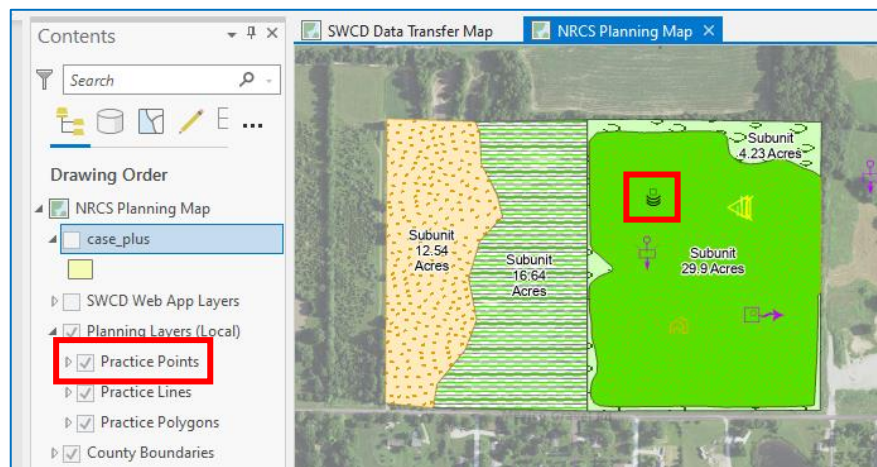 Contents
SWCD Data Transfer Map
NRCS Planning Map
Search
Drawing Order
NRCS Planning Map
case_plus
SWCD Web App Layers
Planning Layers (Local)
Practice Points
Practice Lines
Practice Polygons
County Boundaries
Subunit
12.54
Acres
Subunit
16.64
Acres
Subunit
4.23 Acres
Subunit
29.9 Acres